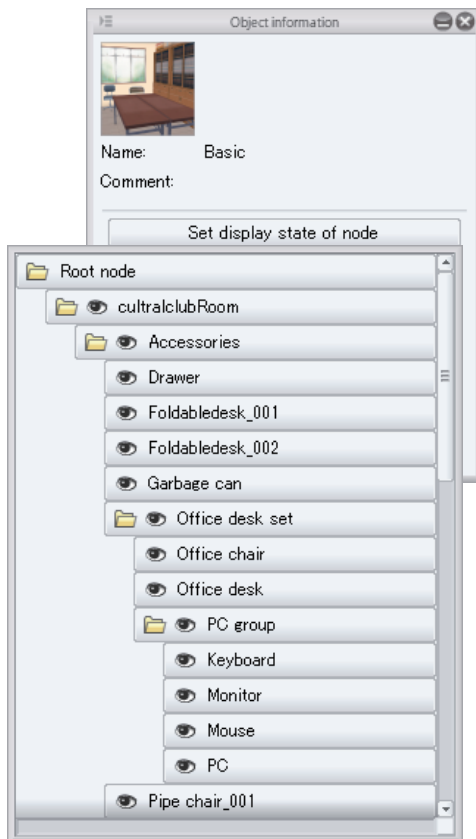 Object information
Name: Basic
Comment:
Set display state of node
Root node
cultralclubRoom
Accessories
Drawer
Foldabledesk_001
Foldabledesk_002
Garbage can
Office desk set
Office chair
Office desk
PC group
Keyboard
Monitor
Mouse
PC
Pipe chair_001